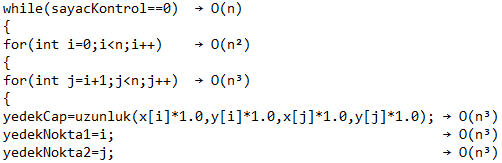 while(sayacKontrol==0) → O(n)
{
for(int i=0;i<n;i++) → O(n²)
{
for(int j=i+1;j<n;j++) → O(n³)
{
yedekCap=uzunluk(x[i]*1.0,y[i]*1.0,x[j]*1.0,y[j]*1.0); → O(n³)
yedekNokta1=i; → O(n³)
yedekNokta2=j; → O(n³)